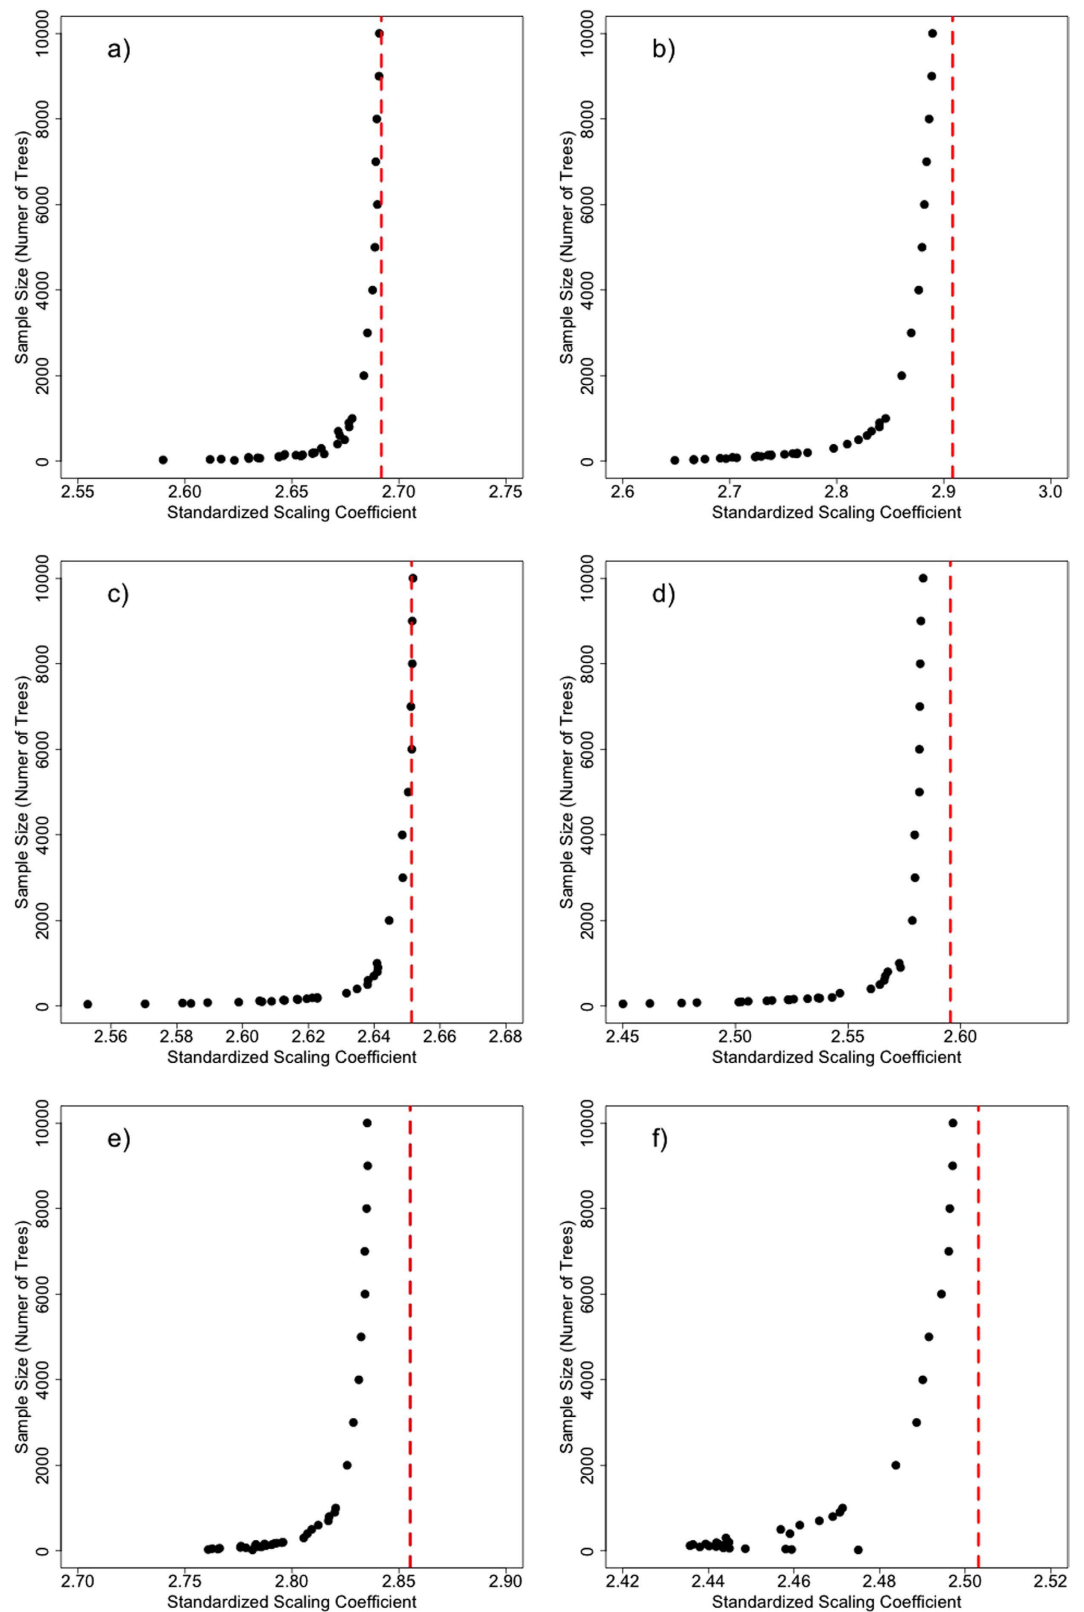 a)
Sample Size (Numer of Trees)
10000
8000
6000
4000
2000
0
2.55 2.60 2.65 2.70 2.75
Standardized Scaling Coefficient
b)
Sample Size (Numer of Trees)
10000
8000
6000
4000
2000
0
2.6 2.7 2.8 2.9 3.0
Standardized Scaling Coefficient
c)
Sample Size (Numer of Trees)
10000
8000
6000
4000
2000
0
2.56 2.58 2.60 2.62 2.64 2.66 2.68
Standardized Scaling Coefficient
d)
Sample Size (Numer of Trees)
10000
8000
6000
4000
2000
0
2.45 2.50 2.55 2.60
Standardized Scaling Coefficient
e)
Sample Size (Numer of Trees)
10000
8000
6000
4000
2000
0
2.70 2.75 2.80 2.85 2.90
Standardized Scaling Coefficient
f)
Sample Size (Numer of Trees)
10000
8000
6000
4000
2000
0
2.42 2.44 2.46 2.48 2.50 2.52
Standardized Scaling Coefficient